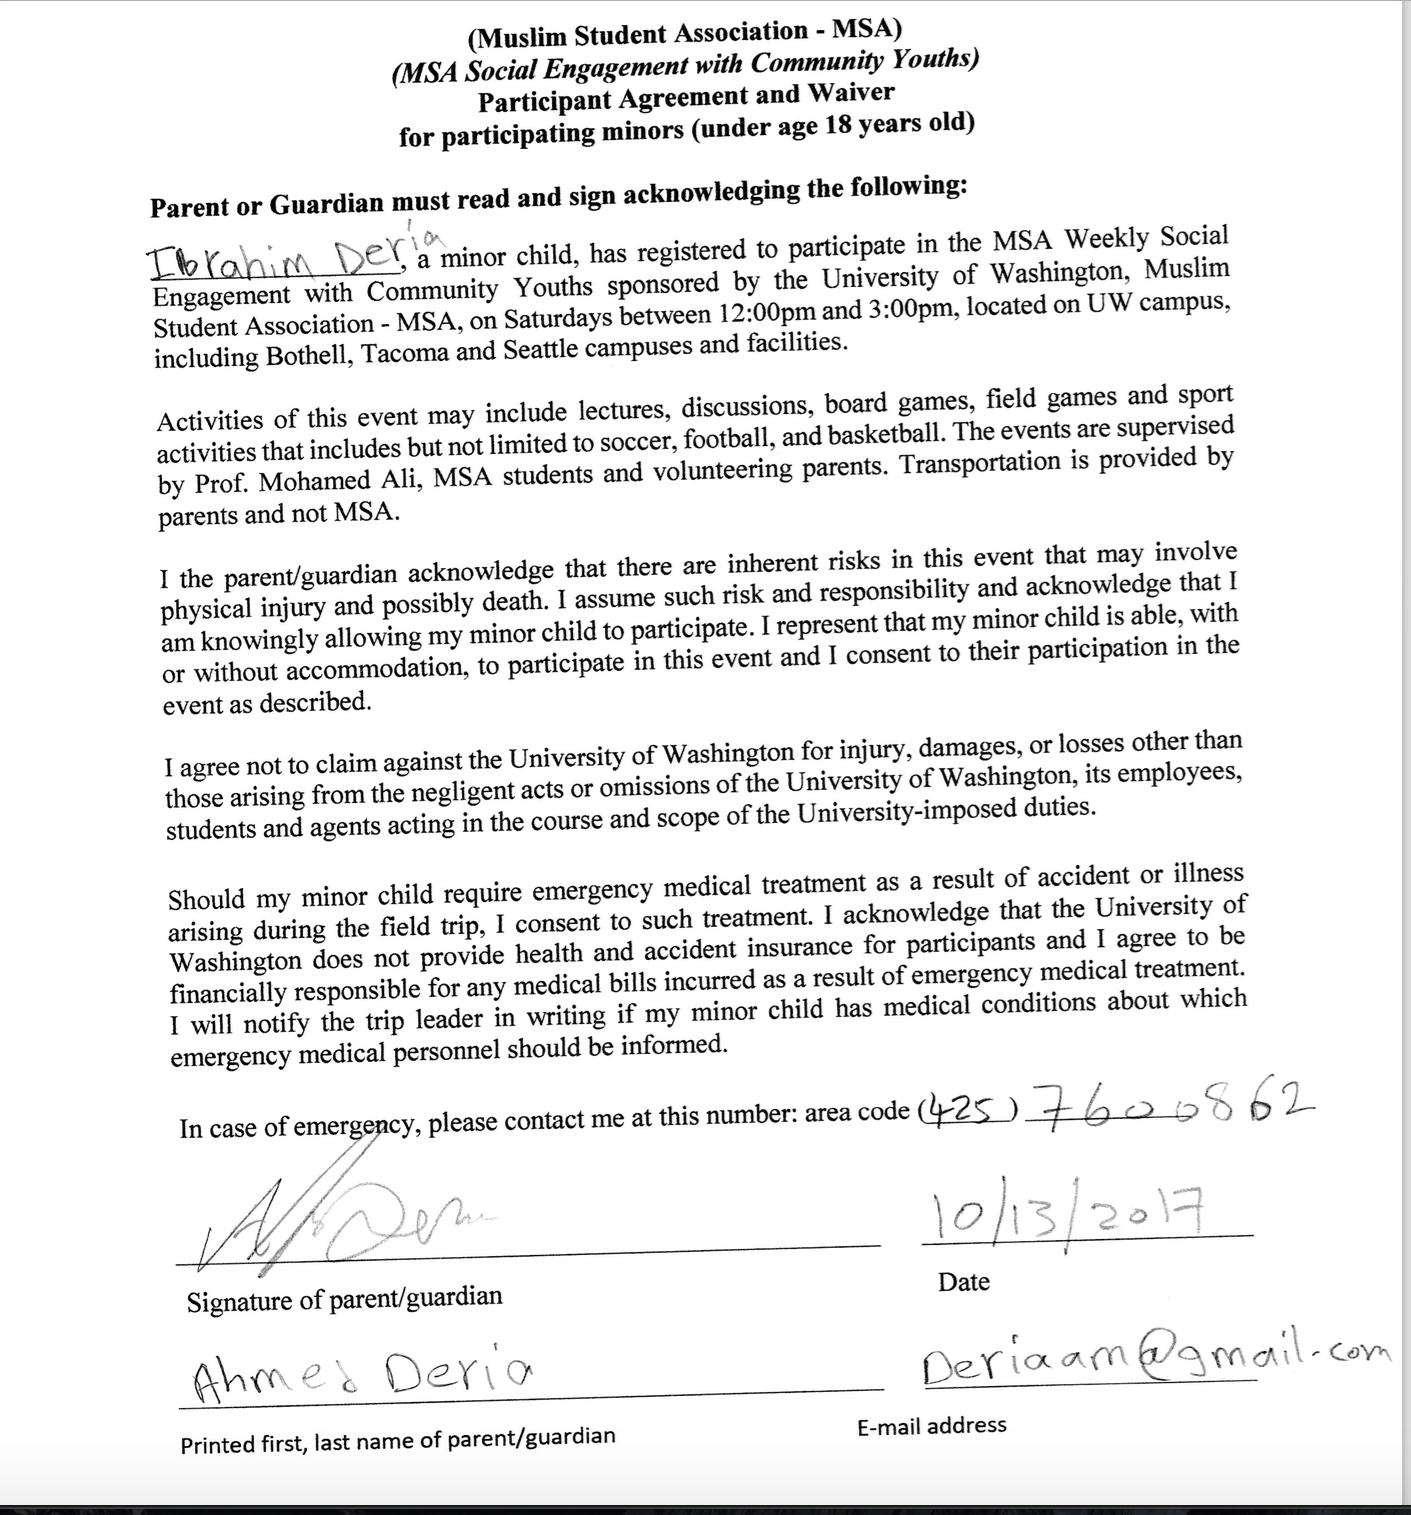 (Muslim Student Association - MSA)
(MSA Social Engagement with Community Youths)
Participant Agreement and Waiver
for participating minors (under age 18 years old)
Parent or Guardian must read and sign acknowledging the following:
Ibrahim Deria, a minor child, has registered to participate in the MSA Weekly Social
Engagement with Community Youths sponsored by the University of Washington, Muslim
Student Association - MSA, on Saturdays between 12:00pm and 3:00pm, located on UW campus,
including Bothell, Tacoma and Seattle campuses and facilities.
Activities of this event may include lectures, discussions, board games, field games and sport
activities that includes but not limited to soccer, football, and basketball. The events are supervised
by Prof. Mohamed Ali, MSA students and volunteering parents. Transportation is provided by
parents and not MSA.
I the parent/guardian acknowledge that there are inherent risks in this event that may involve
physical injury and possibly death. I assume such risk and responsibility and acknowledge that I
am knowingly allowing my minor child to participate. I represent that my minor child is able, with
or without accommodation, to participate in this event and I consent to their participation in the
event as described.
I agree not to claim against the University of Washington for injury, damages, or losses other than
those arising from the negligent acts or omissions of the University of Washington, its employees,
students and agents acting in the course and scope of the University-imposed duties.
Should my minor child require emergency medical treatment as a result of accident or illness
arising during the field trip, I consent to such treatment. I acknowledge that the University of
Washington does not provide health and accident insurance for participants and I agree to be
financially responsible for any medical bills incurred as a result of emergency medical treatment.
I will notify the trip leader in writing if my minor child has medical conditions about which
emergency medical personnel should be informed.
In case of emergency, please contact me at this number: area code (425) 7600862
10/13/2017
Signature of parent/guardian
Date
Ahmed Deria
Deriaam@gmail.com
Printed first, last name of parent/guardian
E-mail address